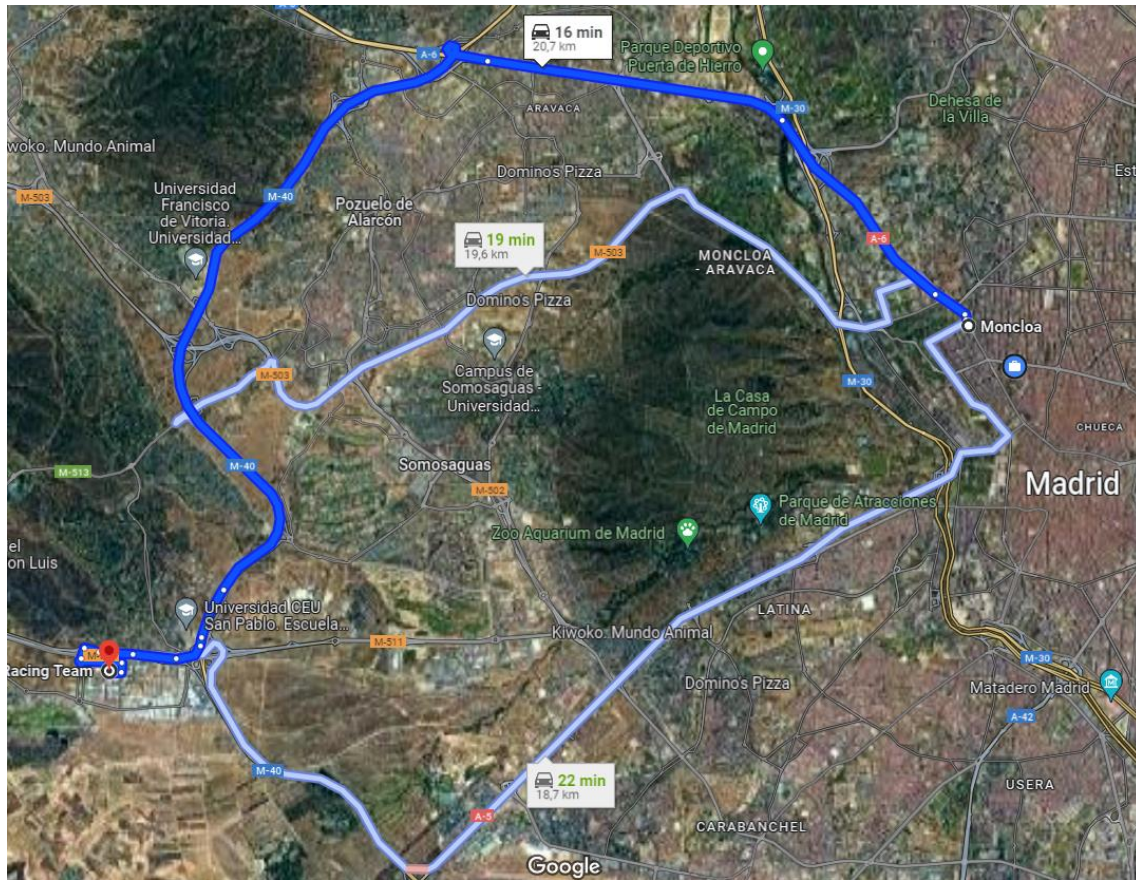 16 min
20,7 km
A-6
Parque Deportivo
Puerta de Hierro
M-30
ARAVACA
Dehesa de
la Villa
Kiwoko. Mundo Animal
M-503
Domino's Pizza
Est
Universidad
Francisco
de Vitoria.
Universidad...
M-40
Pozuelo de
Alarcón
19 min
19,6 km
M-503
MONCLOA
- ARAVACA
A-6
Domino's Pizza
Moncloa
M-503
Campus de
Somosaguas -
Universidad...
M-30
La Casa
de Campo
de Madrid
CHUECA
M-513
M-40
Somosaguas
M-502
Madrid
Parque de Atracciones
de Madrid
Zoo Aquarium de Madrid
el
on Luis
Universidad CEU
San Pablo. Escuela...
LATINA
M-511
Kiwoko. Mundo Animal
Racing Team
M-30
Domino's Pizza
Matadero Madrid
A-42
M-40
22 min
18,7 km
USERA
A-5
CARABANCHEL
Google